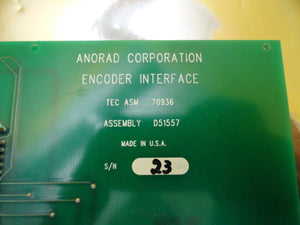 ANORAD CORPORATION
ENCODER INTERFACE
TEC ASM 70936
ASSEMBLY D51557
MADE IN U.S.A.
S/N 23